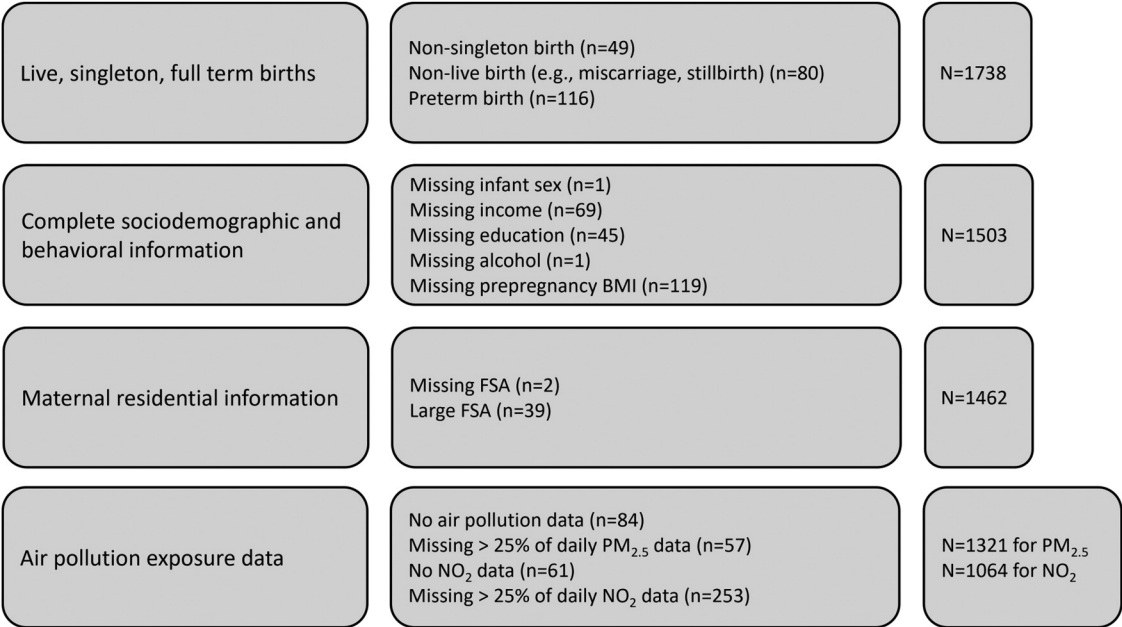 Live, singleton, full term births
Non-singleton birth (n=49)
Non-live birth (e.g., miscarriage, stillbirth) (n=80)
Preterm birth (n=116)
N=1738
Complete sociodemographic and
behavioral information
Missing infant sex (n=1)
Missing income (n=69)
Missing education (n=45)
Missing alcohol (n=1)
Missing prepregnancy BMI (n=119)
N=1503
Maternal residential information
Missing FSA (n=2)
Large FSA (n=39)
N=1462
Air pollution exposure data
No air pollution data (n=84)
Missing > 25% of daily PM₂.₅ data (n=57)
No NO₂ data (n=61)
Missing > 25% of daily NO₂ data (n=253)
N=1321 for PM₂.₅
N=1064 for NO₂